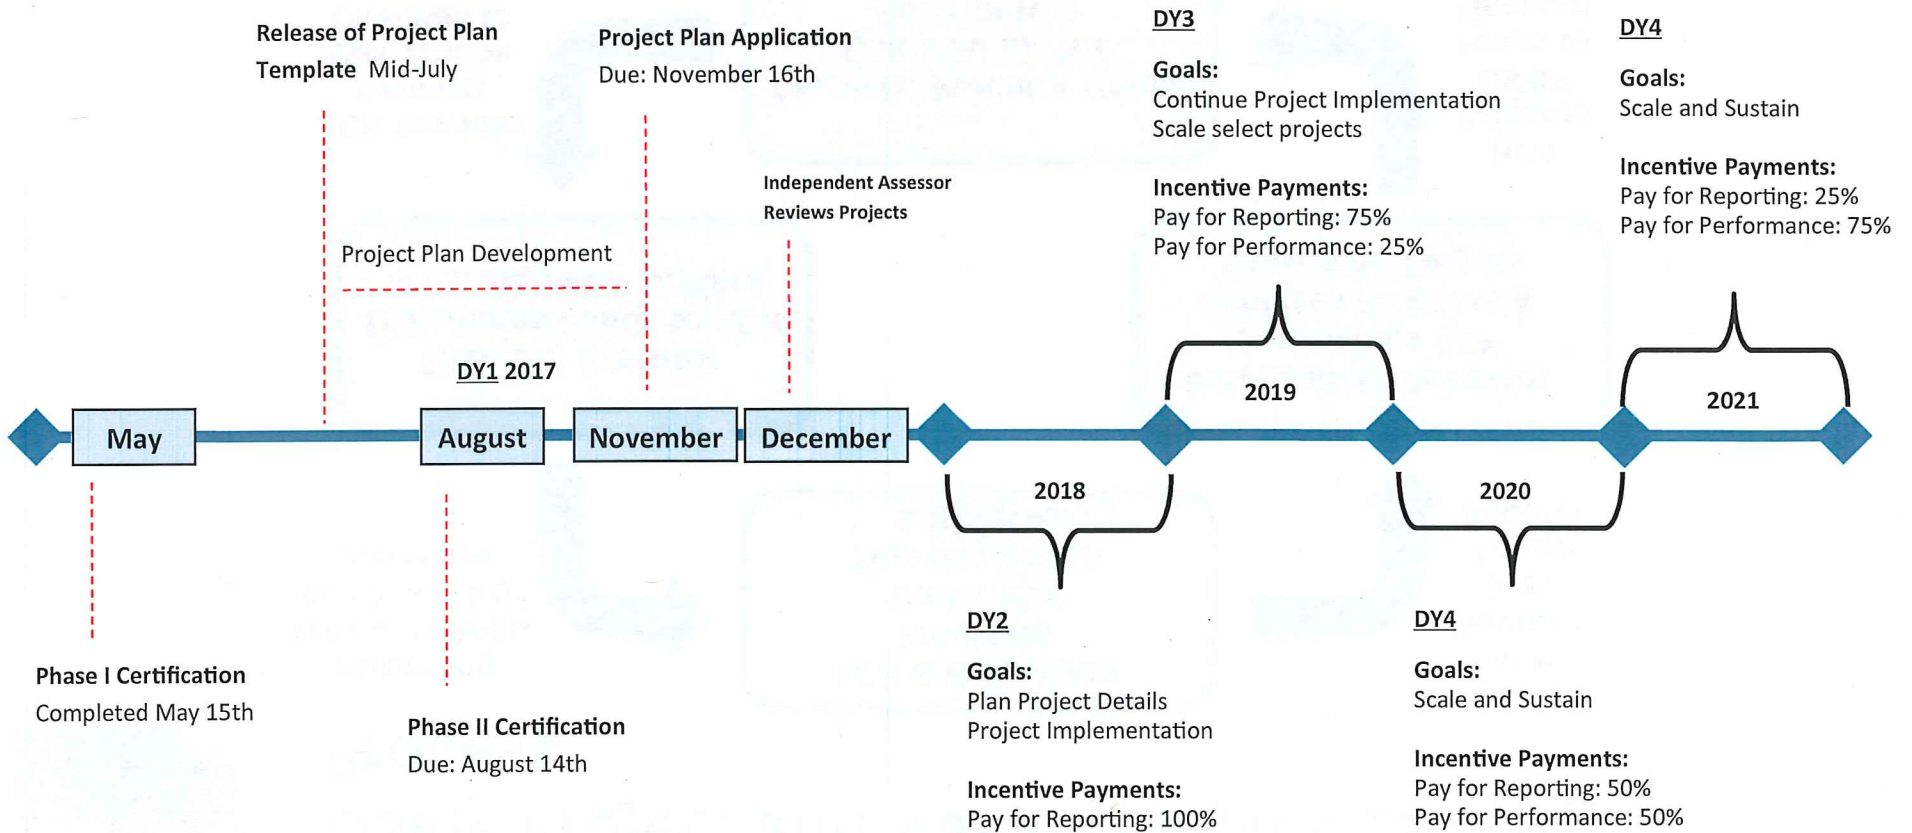 Release of Project Plan
Template Mid-July
Project Plan Application
Due: November 16th
Independent Assessor
Reviews Projects
Project Plan Development
DY1 2017
May
August
November
December
Phase I Certification
Completed May 15th
Phase II Certification
Due: August 14th
2018
DY2
Goals:
Plan Project Details
Project Implementation
Incentive Payments:
Pay for Reporting: 100%
DY3
Goals:
Continue Project Implementation
Scale select projects
Incentive Payments:
Pay for Reporting: 75%
Pay for Performance: 25%
2019
2020
DY4
Goals:
Scale and Sustain
Incentive Payments:
Pay for Reporting: 50%
Pay for Performance: 50%
DY4
Goals:
Scale and Sustain
Incentive Payments:
Pay for Reporting: 25%
Pay for Performance: 75%
2021